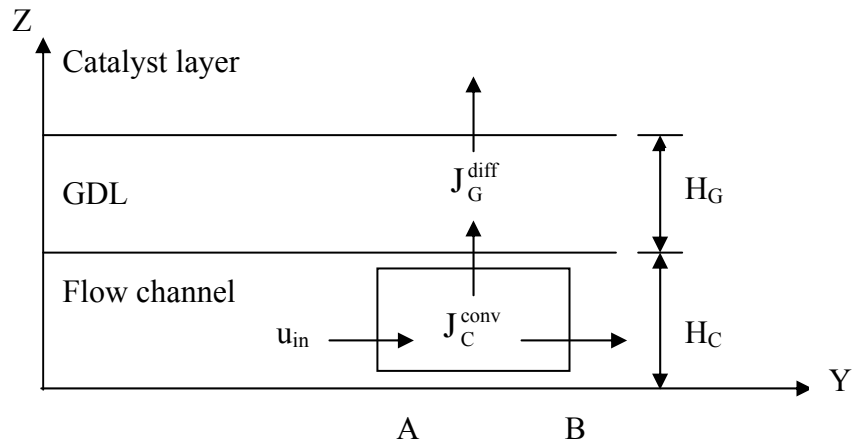 Z
Catalyst layer
J_G^diff
GDL
H_G
Flow channel
u_in
J_C^conv
H_C
Y
A B